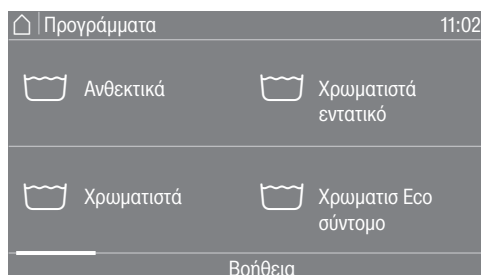 Προγράμματα 11:02
Ανθεκτικά
Χρωματιστά
εντατικό
Χρωματιστά
Χρωματισ Eco
σύντομο
Βοήθεια